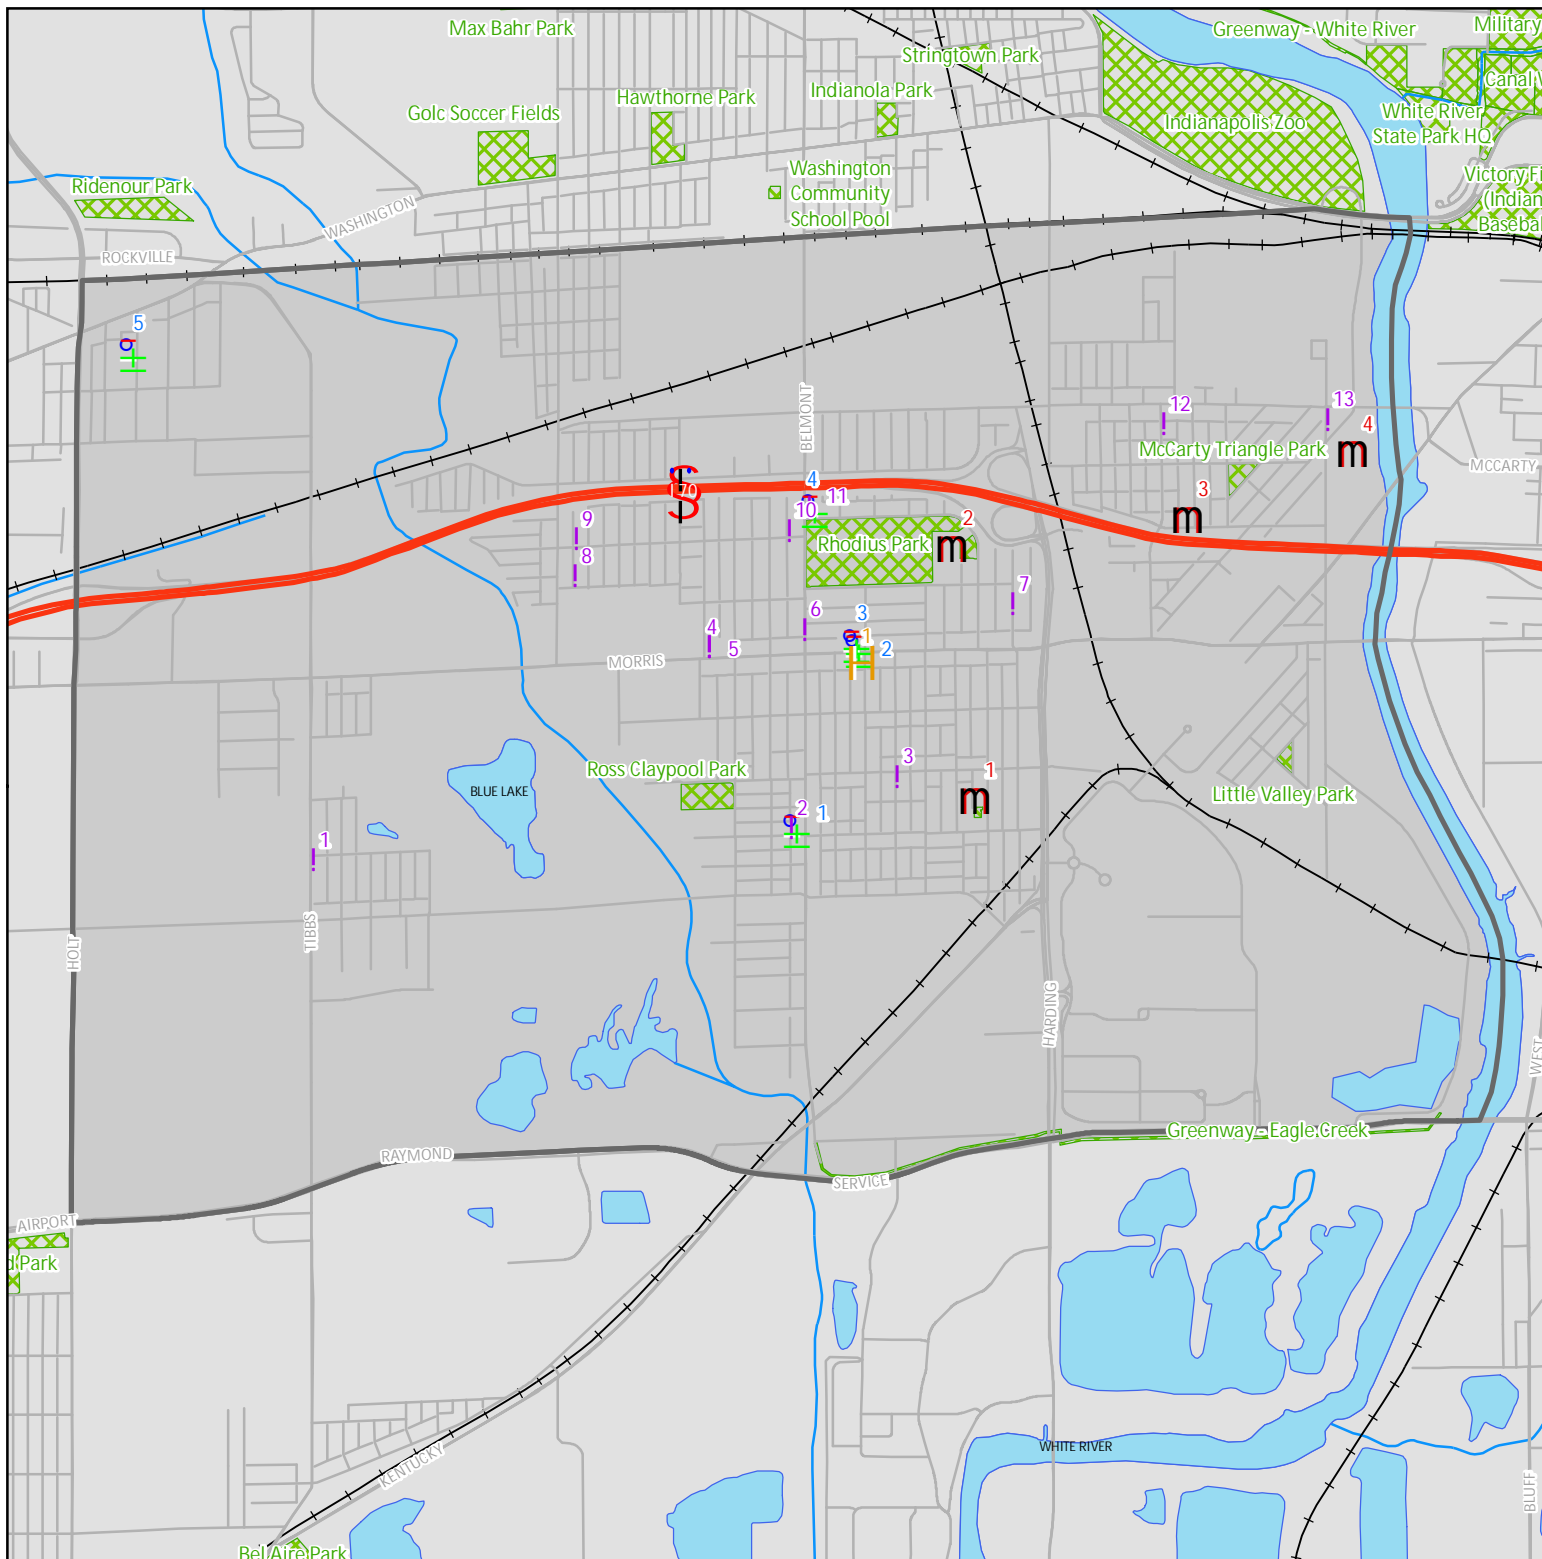 Max Bahr Park
Greenway - White River
Military
Stringtown Park
Canal
Indianola Park
Hawthorne Park
Golc Soccer Fields
Indianapolis Zoo
White River
State Park HQ
Washington
Community
School Pool
Victory Fi
(Indian
Basebal
Ridenour Park
WASHINGTON
ROCKVILLE
5
BELMONT
12
13
4
McCarty Triangle Park
MCCARTY
4
70
3
11
10
9
2
Rhodius Park
8
7
6
3
4
1
5
2
MORRIS
3
1
Ross Claypool Park
BLUE LAKE
Little Valley Park
2
1
1
TIBBS
HOLT
HARDING
WEST
Greenway - Eagle Creek
RAYMOND
SERVICE
AIRPORT
d Park
WHITE RIVER
KENTUCKY
BLUFF
Bel Aire Park